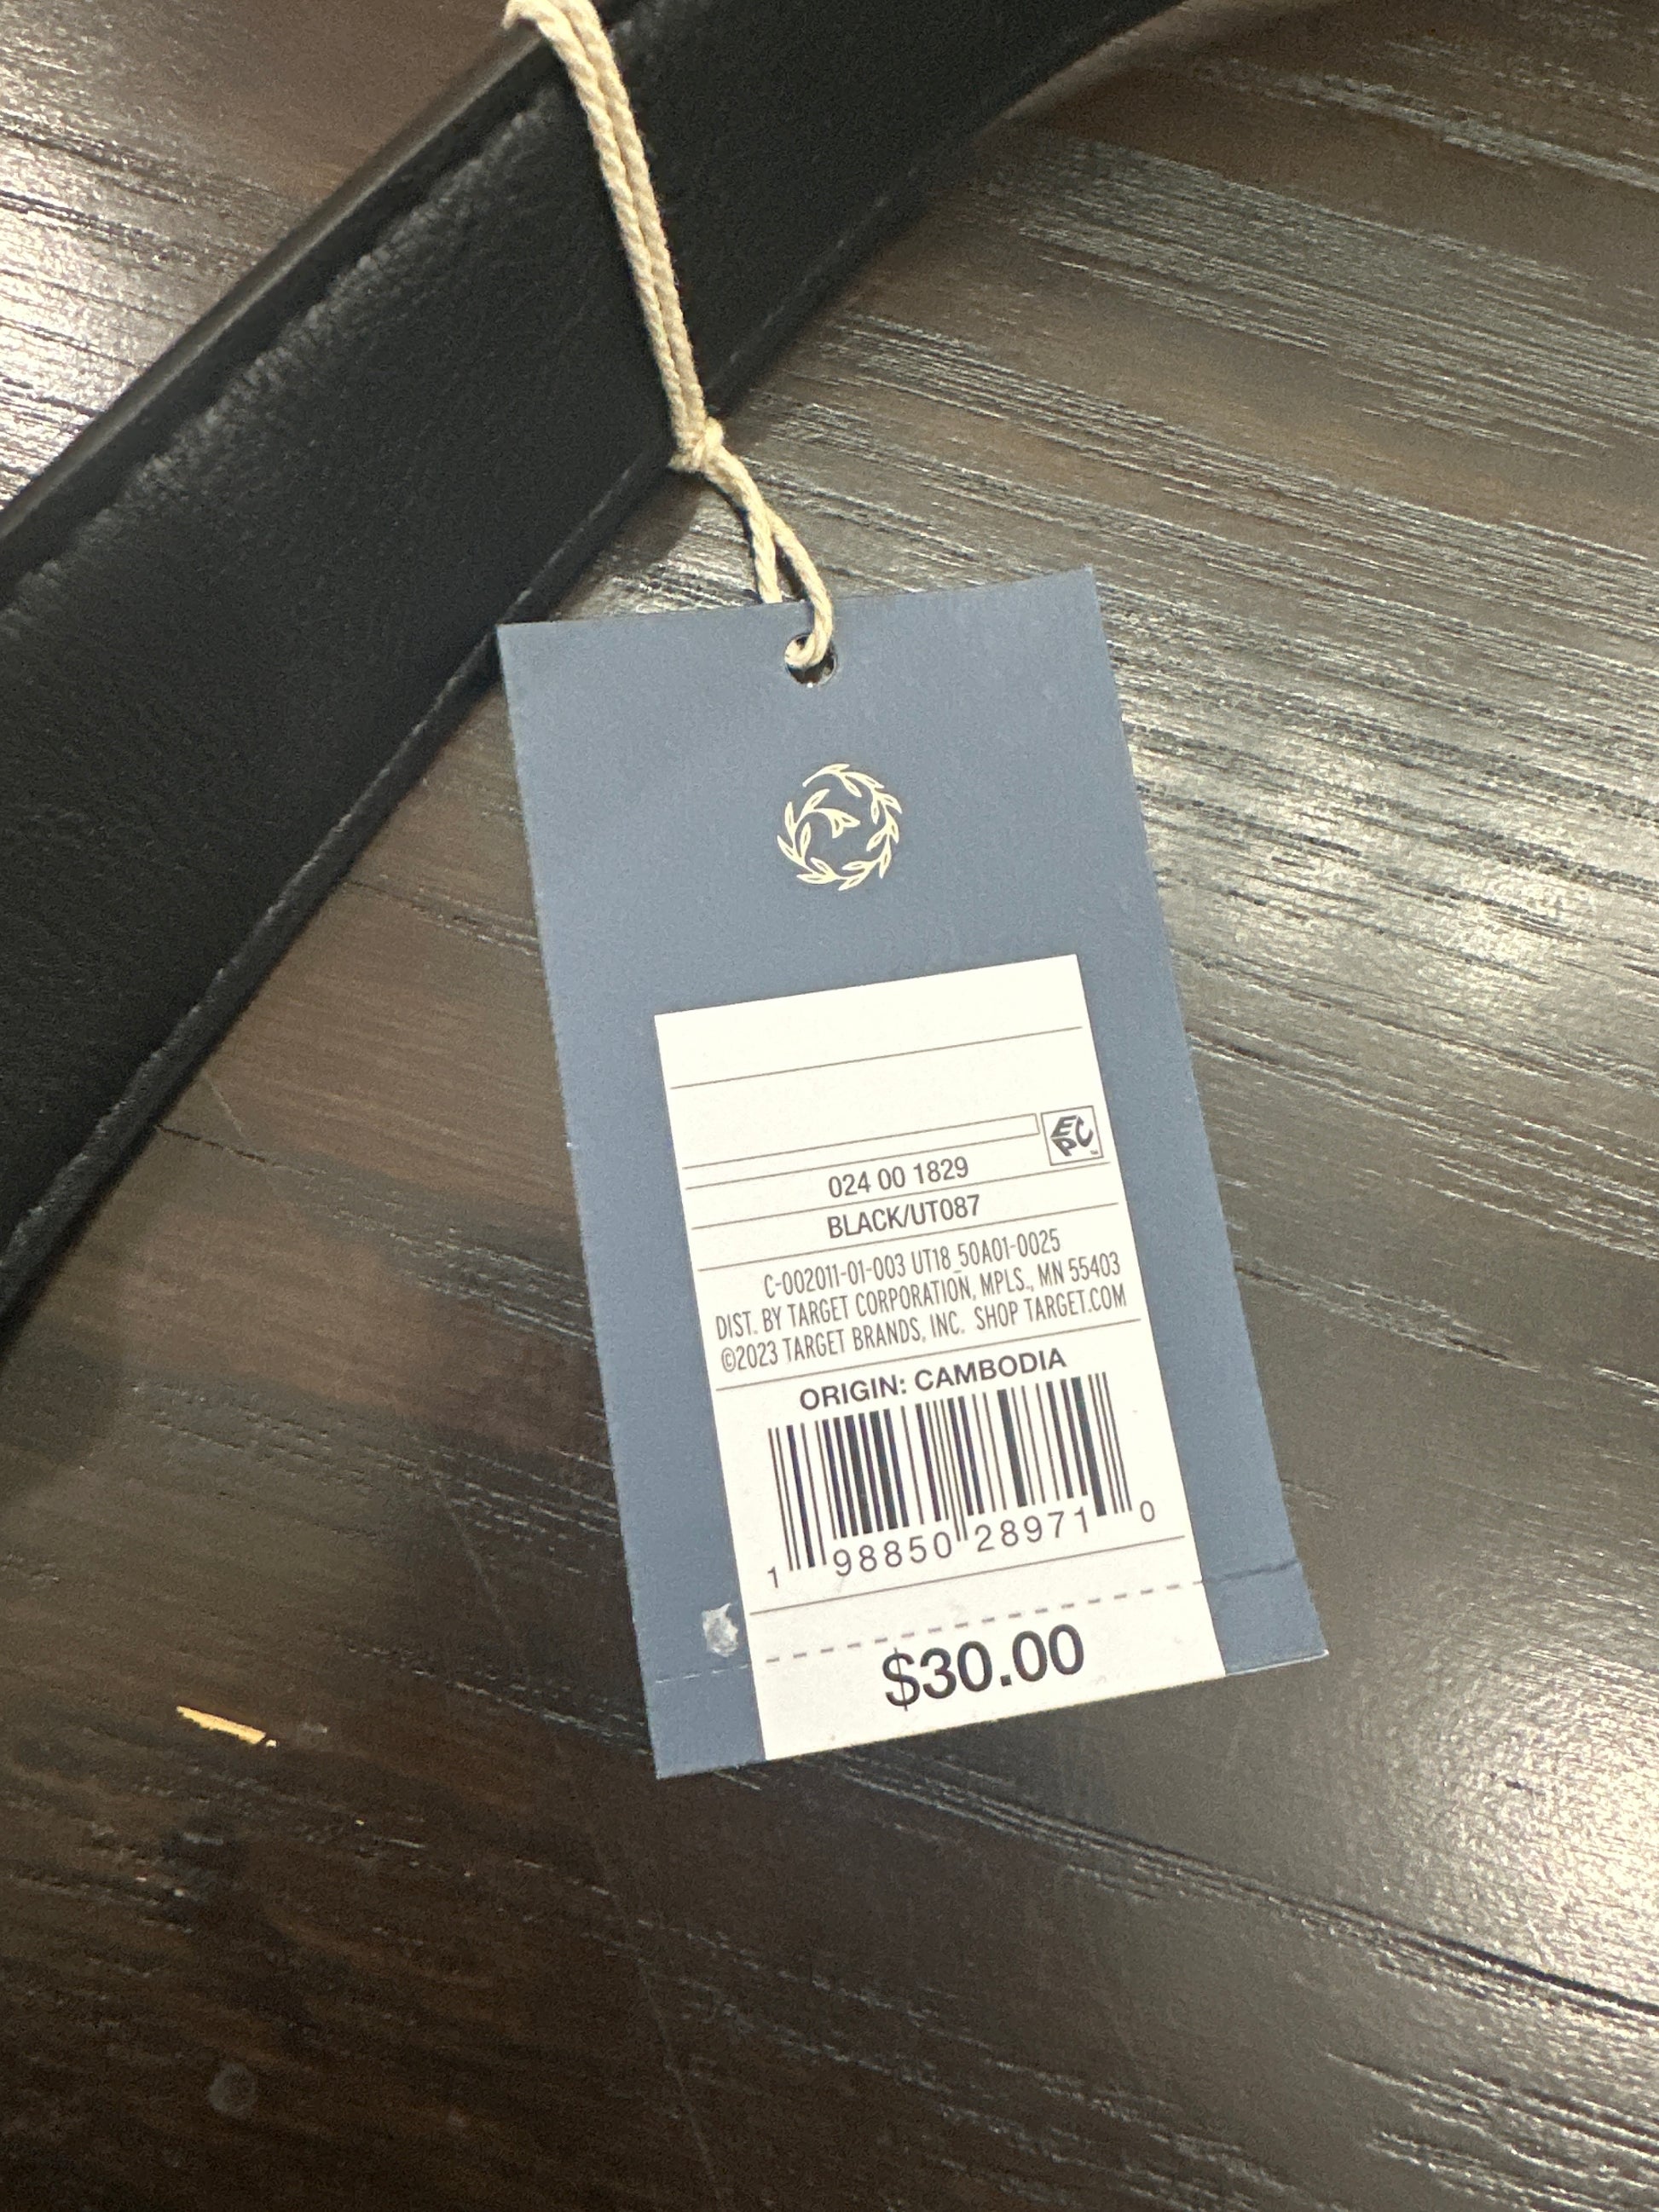 EPC
024 00 1829
BLACK/UT087
C-002011-01-003 UT18_50A01-0025
DIST. BY TARGET CORPORATION, MPLS., MN 55403
©2023 TARGET BRANDS, INC. SHOP TARGET.COM
ORIGIN: CAMBODIA
1 98850 28971 0
$30.00